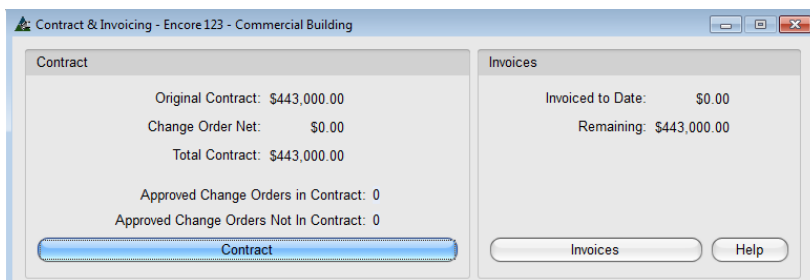 Contract & Invoicing - Encore 123 - Commercial Building
Contract
Original Contract: $443,000.00
Change Order Net: $0.00
Total Contract: $443,000.00
Approved Change Orders in Contract: 0
Approved Change Orders Not In Contract: 0
Contract
Invoices
Invoiced to Date: $0.00
Remaining: $443,000.00
Invoices
Help